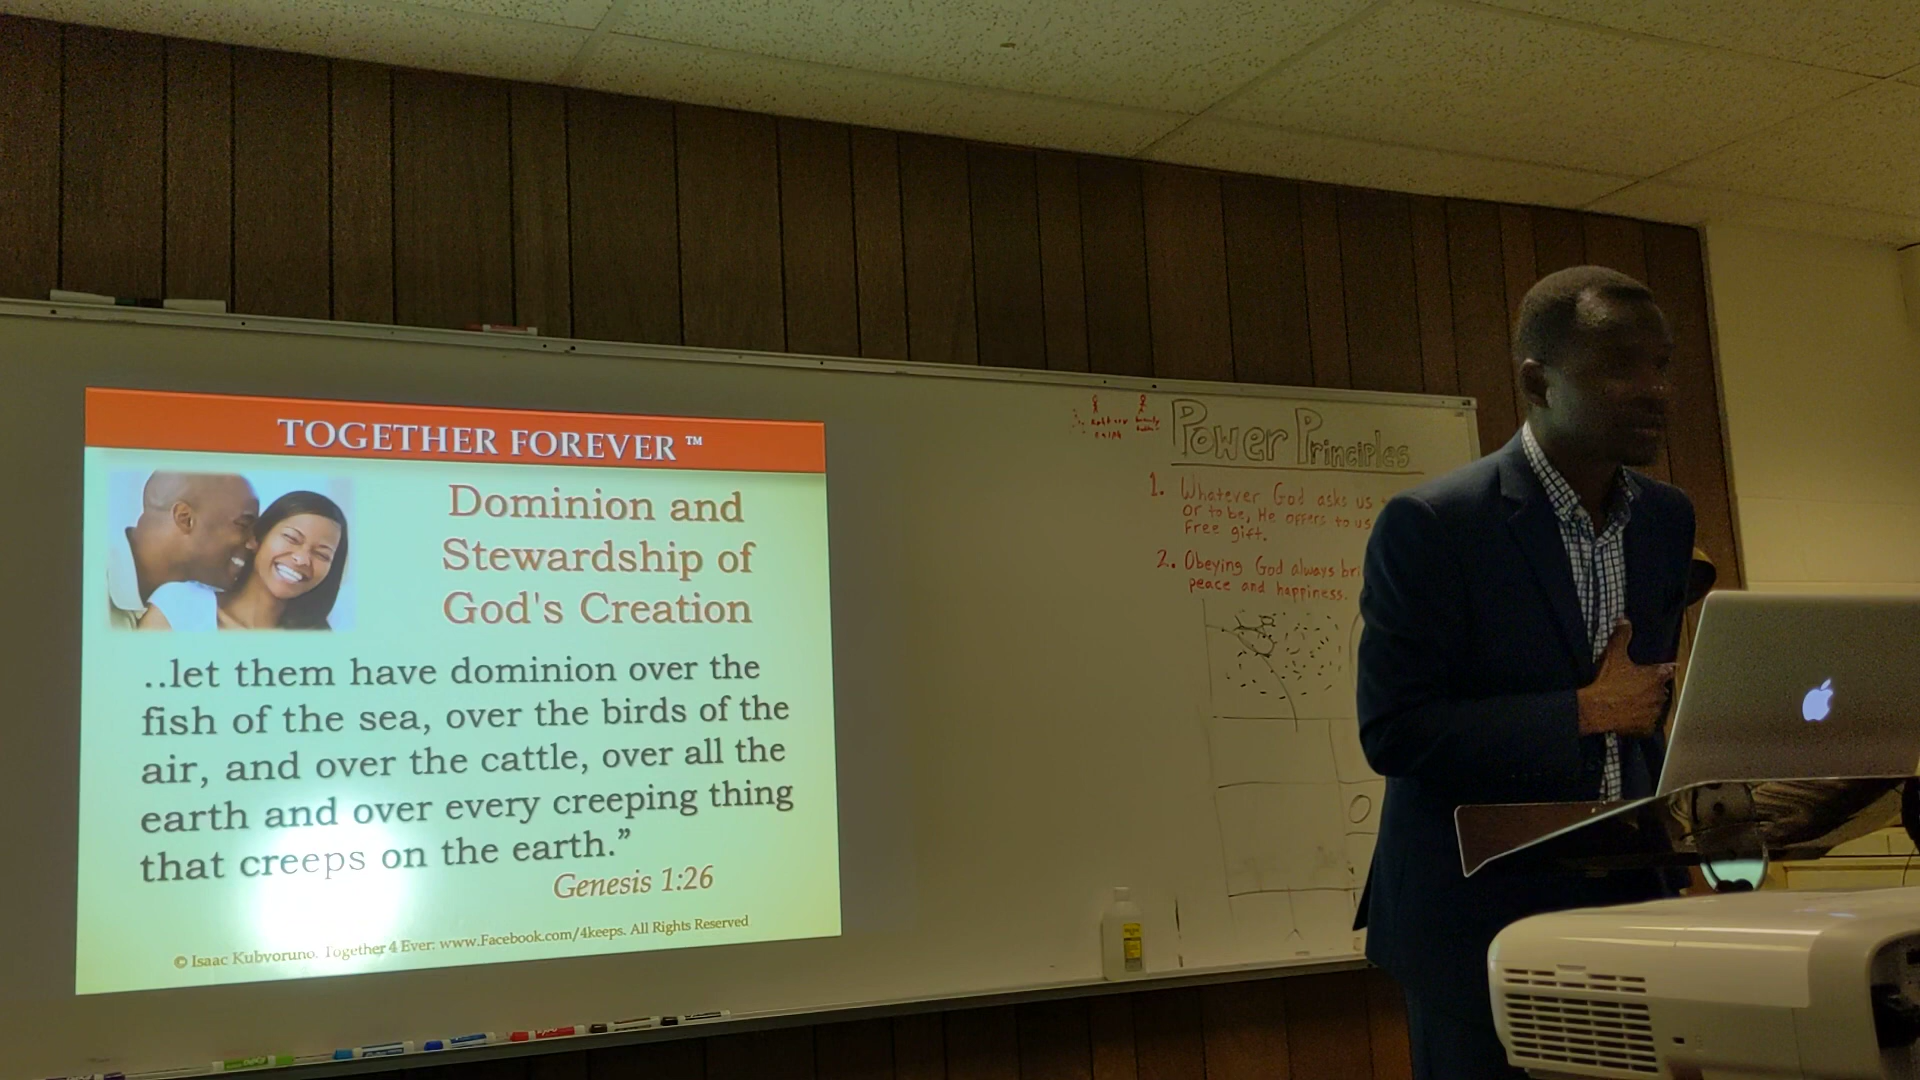 TOGETHER FOREVER ™
Dominion and
Stewardship of
God's Creation
..let them have dominion over the
fish of the sea, over the birds of the
air, and over the cattle, over all the
earth and over every creeping thing
that creeps on the earth.”
Genesis 1:26
© Isaac Kubvoruno. Together 4 Ever: www.Facebook.com/4keeps. All Rights Reserved
Power Principles
1. Whatever God asks us
or to be, He offers to us
free gift.
2. Obeying God always bri
peace and happiness.